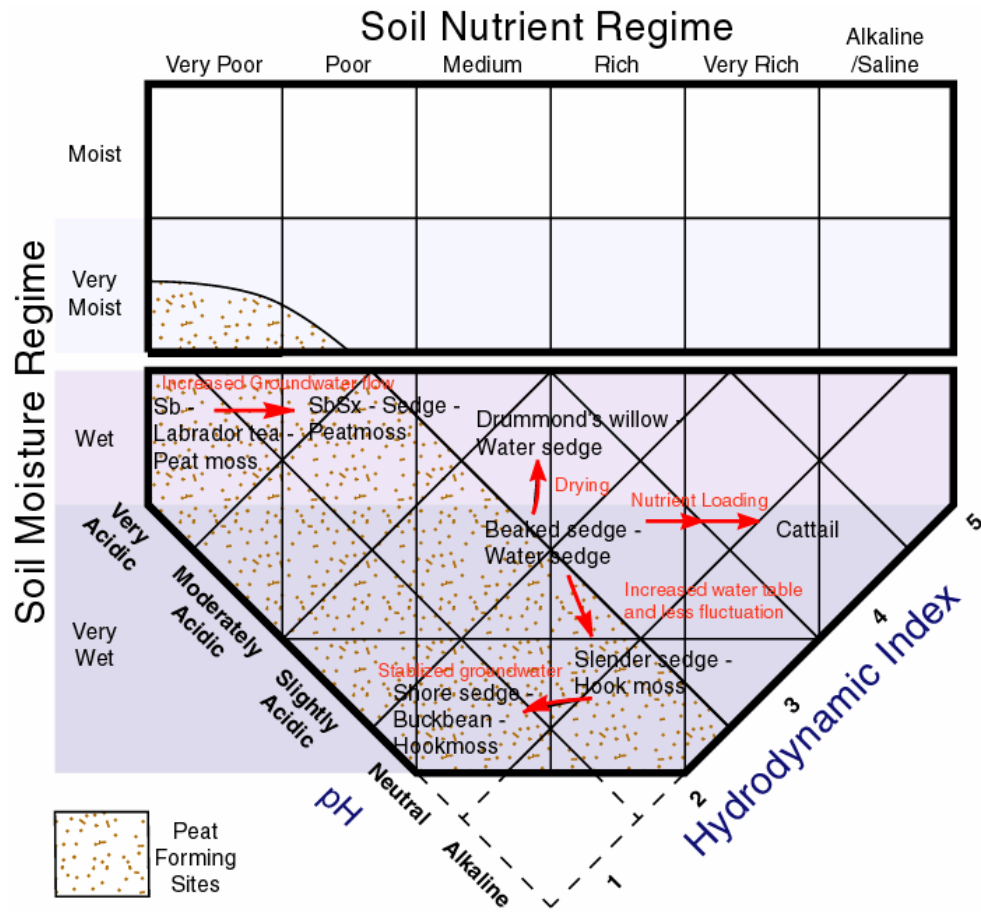 Soil Nutrient Regime
Very Poor
Poor
Medium
Rich
Very Rich
Alkaline
/Saline
Soil Moisture Regime
Moist
Very
Moist
Wet
Very
Wet
Increased Groundwater flow
Sb -
Labrador tea -
Peat moss
SbSx - Sedge -
Peatmoss
Drummond's willow -
Water sedge
Drying
Nutrient Loading
Beaked sedge -
Water sedge
Cattail
Increased water table
and less fluctuation
Slender sedge -
Hook moss
Stablized groundwater
Shore sedge -
Buckbean -
Hookmoss
Very
Acidic
Moderately
Acidic
Slightly
Acidic
Neutral
Alkaline
pH
1
2
3
4
5
Hydrodynamic Index
Peat
Forming
Sites